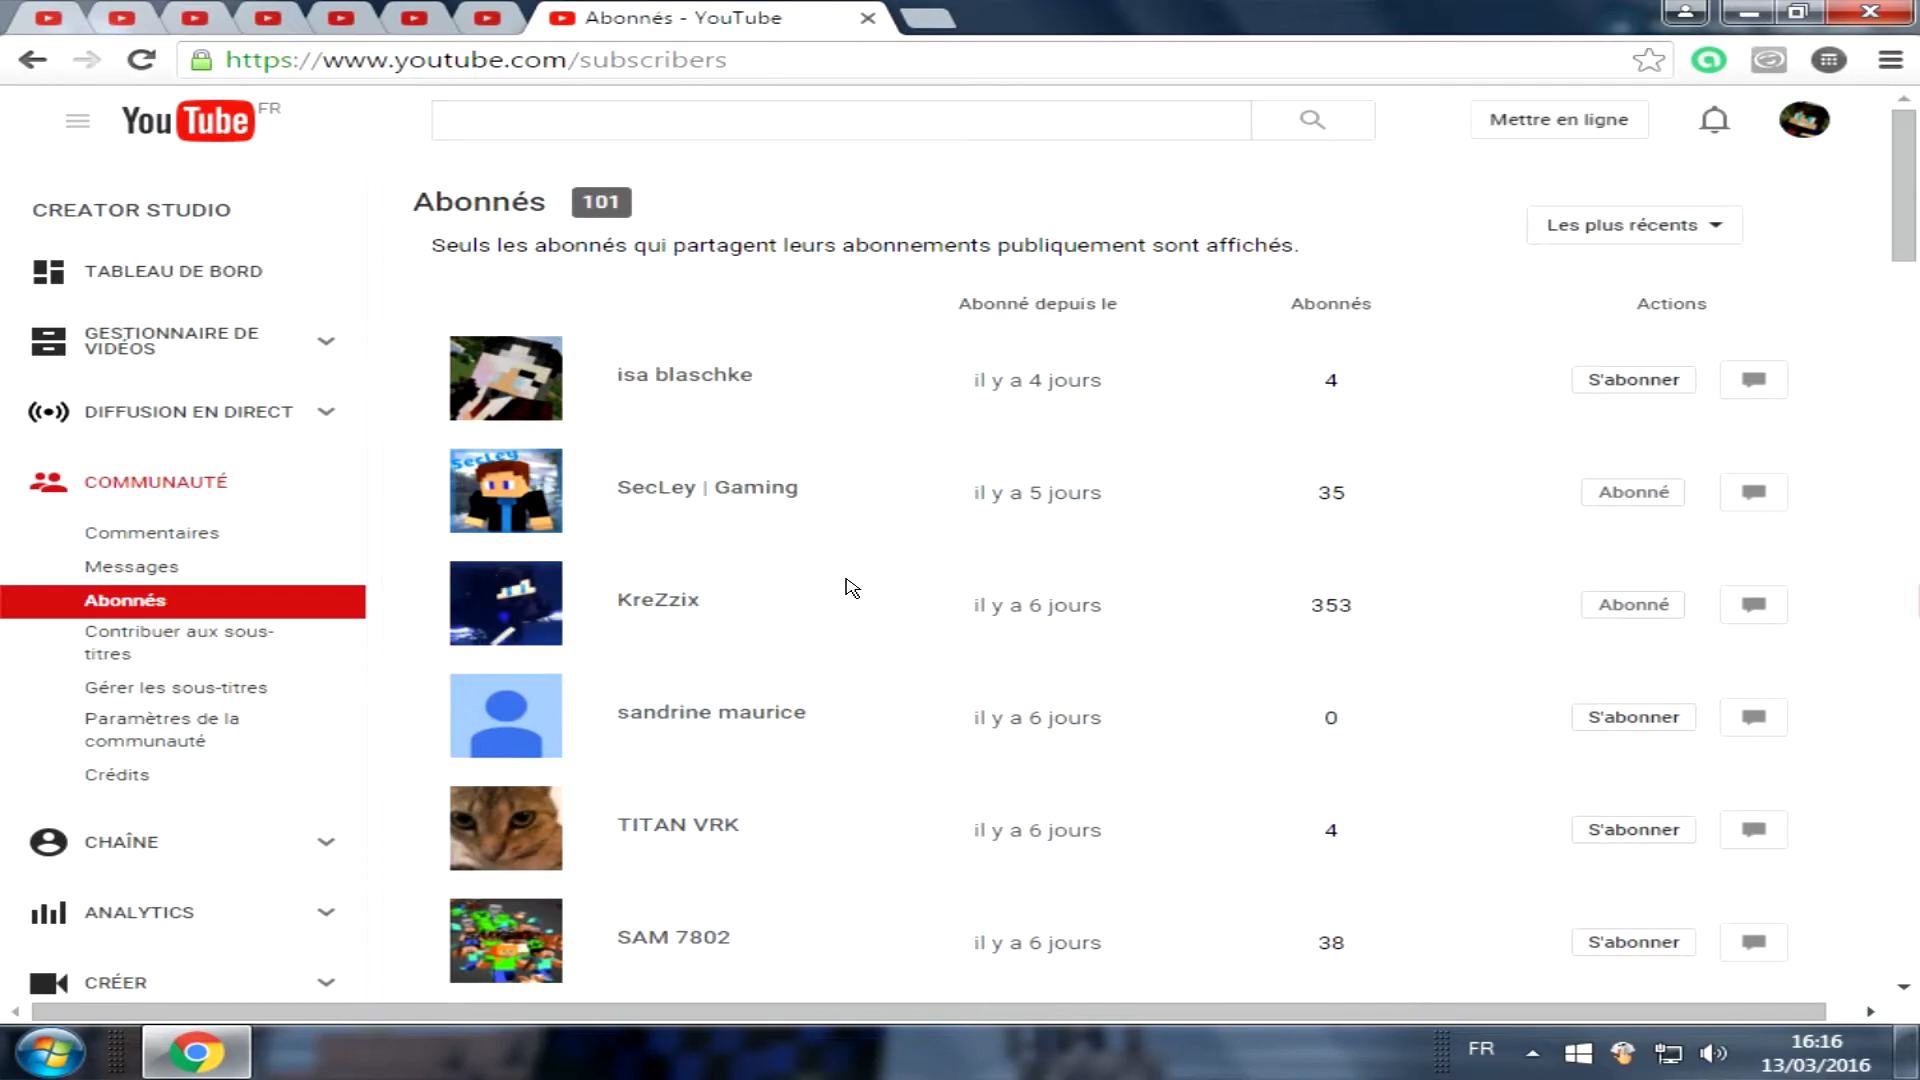 Abonnés - YouTube
https://www.youtube.com/subscribers
YouTube FR
Mettre en ligne
CREATOR STUDIO
TABLEAU DE BORD
GESTIONNAIRE DE
VIDÉOS
DIFFUSION EN DIRECT
COMMUNAUTÉ
Commentaires
Messages
Abonnés
Contribuer aux sous-
titres
Gérer les sous-titres
Paramètres de la
communauté
Crédits
CHAÎNE
ANALYTICS
CRÉER
Abonnés 101
Les plus récents
Seuls les abonnés qui partagent leurs abonnements publiquement sont affichés.
Abonné depuis le Abonnés Actions
isa blaschke il y a 4 jours 4 S'abonner
SecLey
SecLey | Gaming il y a 5 jours 35 Abonné
KreZzix il y a 6 jours 353 Abonné
sandrine maurice il y a 6 jours 0 S'abonner
TITAN VRK il y a 6 jours 4 S'abonner
SAM 7802 il y a 6 jours 38 S'abonner
FR
16:16
13/03/2016